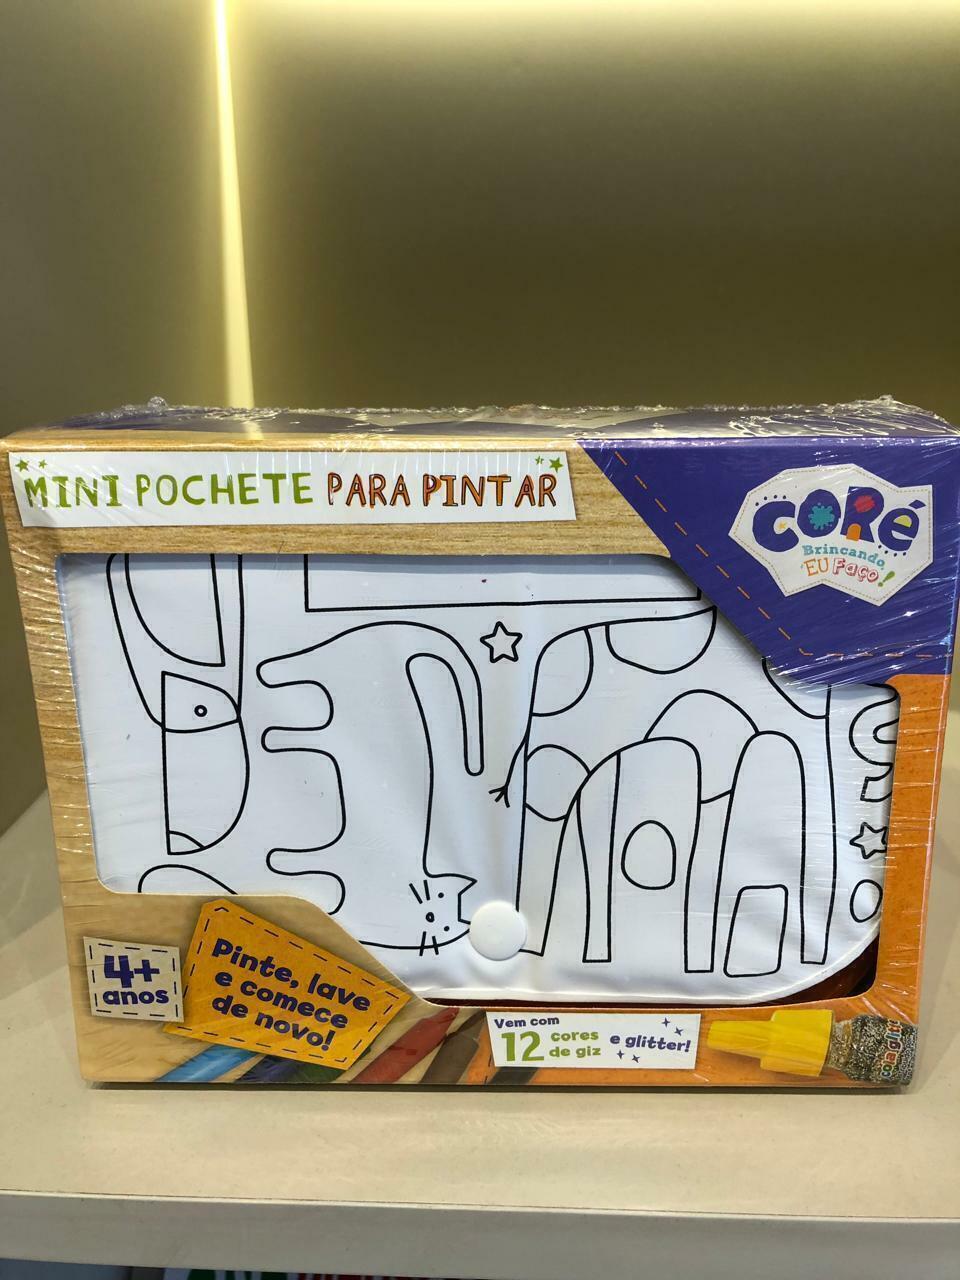 MINI POCHETE PARA PINTAR
CORÉ
Brincando,
EU Faço!
4+
anos
Pinte, lave
e comece
de novo!
Vem com
12 cores
de giz
e glitter!